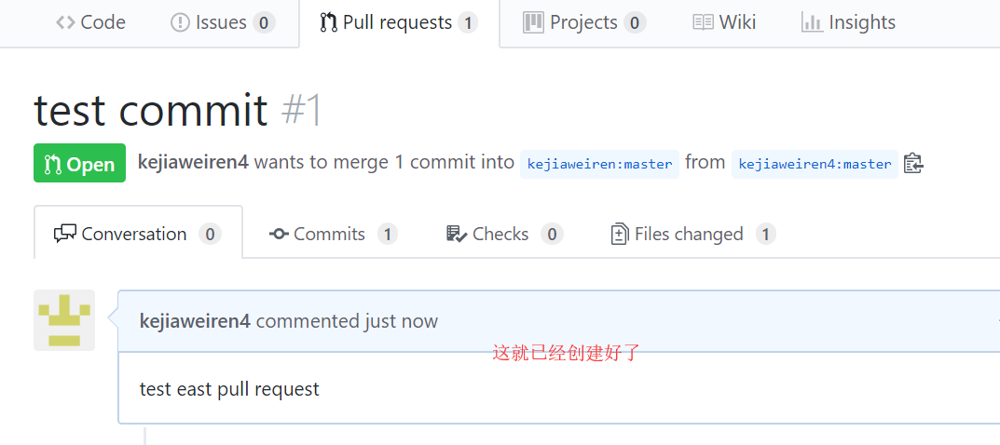 Code Issues 0 Pull requests 1 Projects 0 Wiki Insights
test commit #1
Open kejiaweiren4 wants to merge 1 commit into kejiaweiren:master from kejiaweiren4:master
Conversation 0 Commits 1 Checks 0 Files changed 1
kejiaweiren4 commented just now
这就已经创建好了
test east pull request